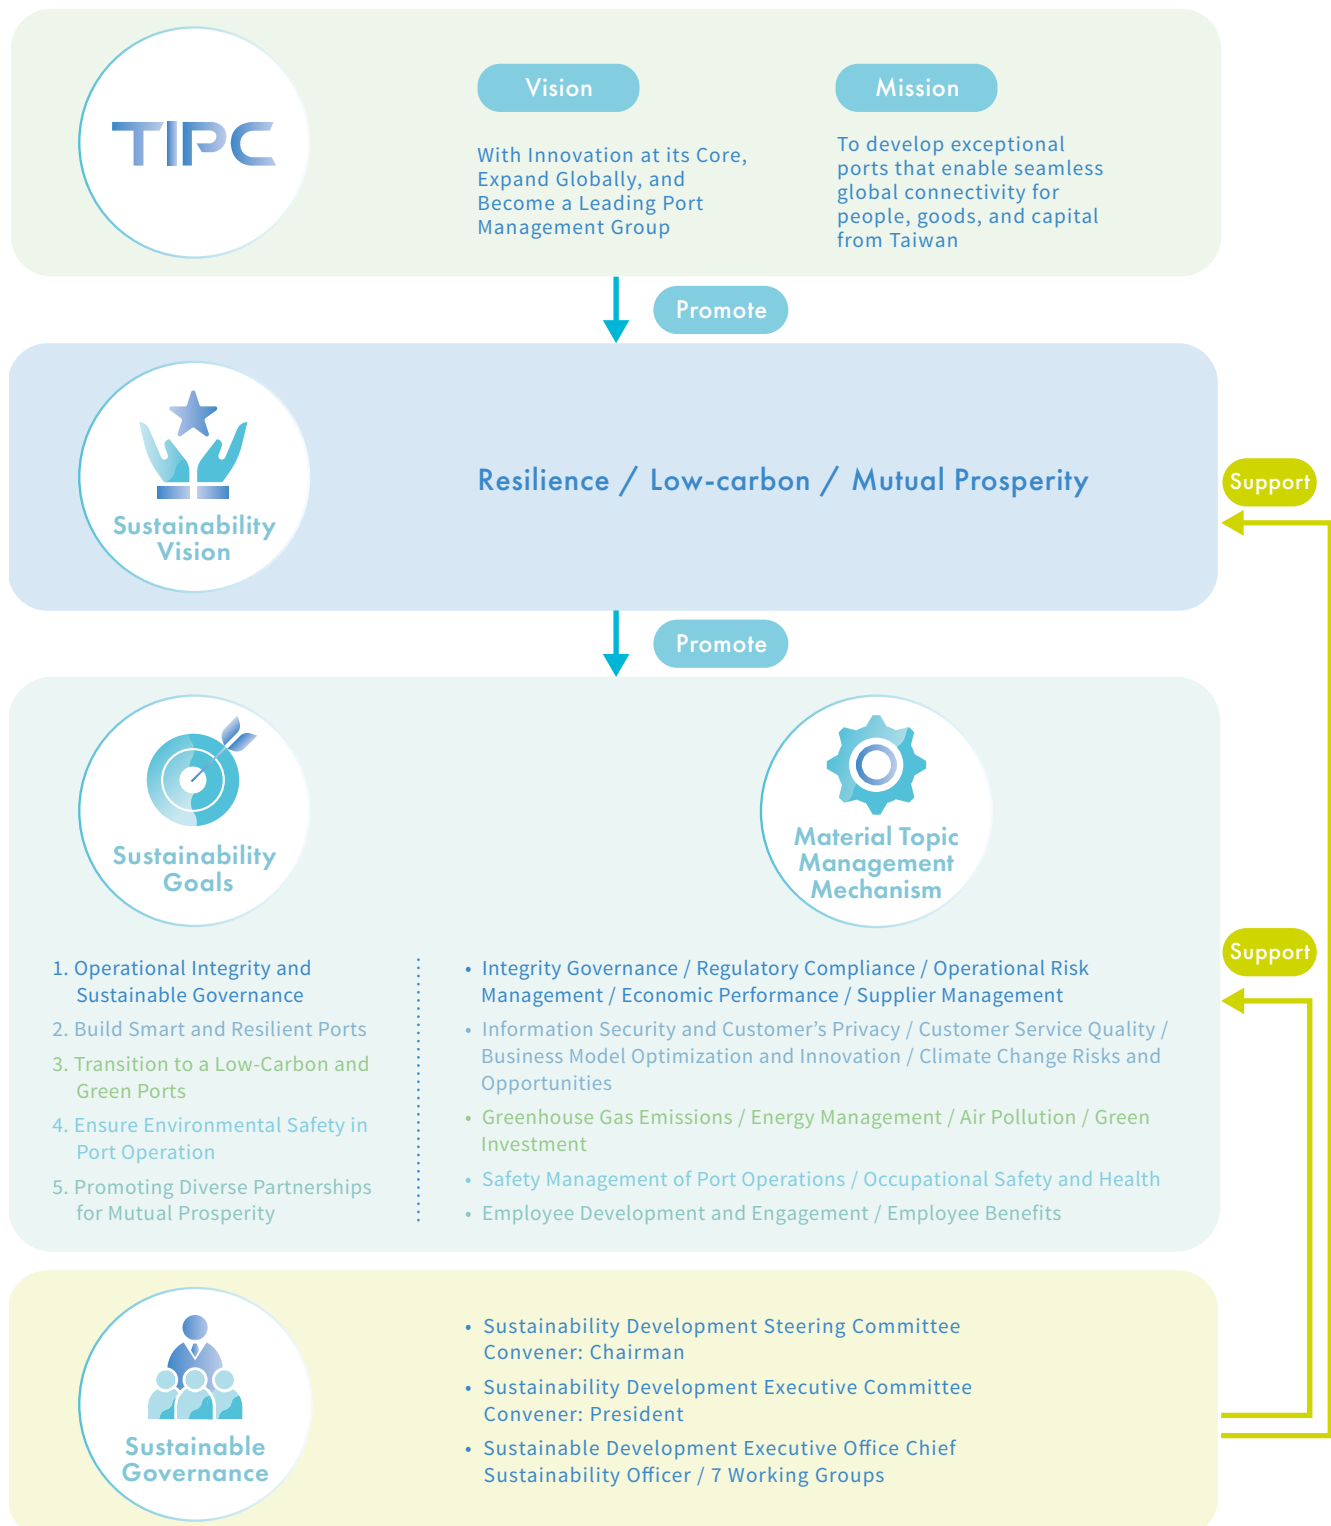 TIPC
Vision
With Innovation at its Core,
Expand Globally, and
Become a Leading Port
Management Group
Mission
To develop exceptional
ports that enable seamless
global connectivity for
people, goods, and capital
from Taiwan
Promote
Sustainability
Vision
Resilience / Low-carbon / Mutual Prosperity
Support
Promote
Sustainability
Goals
Material Topic
Management
Mechanism
Support
1. Operational Integrity and
Sustainable Governance
2. Build Smart and Resilient Ports
3. Transition to a Low-Carbon and
Green Ports
4. Ensure Environmental Safety in
Port Operation
5. Promoting Diverse Partnerships
for Mutual Prosperity
• Integrity Governance / Regulatory Compliance / Operational Risk
Management / Economic Performance / Supplier Management
• Information Security and Customer’s Privacy / Customer Service Quality /
Business Model Optimization and Innovation / Climate Change Risks and
Opportunities
• Greenhouse Gas Emissions / Energy Management / Air Pollution / Green
Investment
• Safety Management of Port Operations / Occupational Safety and Health
• Employee Development and Engagement / Employee Benefits
Sustainable
Governance
• Sustainability Development Steering Committee
Convener: Chairman
• Sustainability Development Executive Committee
Convener: President
• Sustainable Development Executive Office Chief
Sustainability Officer / 7 Working Groups